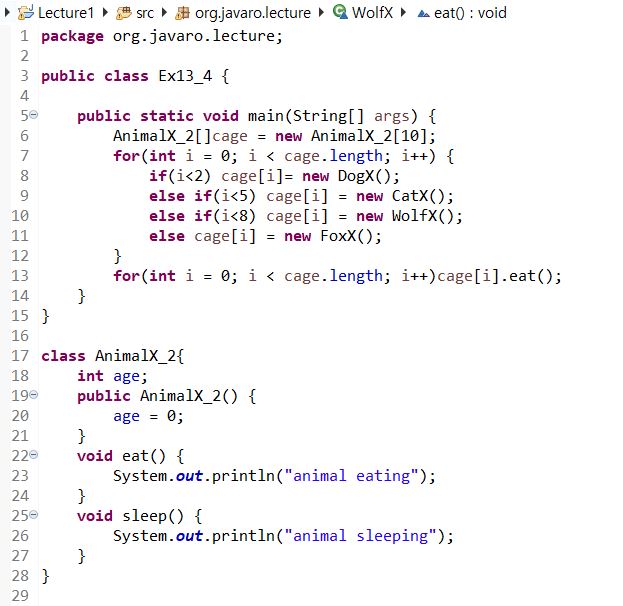 Lecture1 src org.javaro.lecture WolfX eat() : void
1 package org.javaro.lecture;
2
3 public class Ex13_4 {
4
5 public static void main(String[] args) {
6 AnimalX_2[]cage = new AnimalX_2[10];
7 for(int i = 0; i < cage.length; i++) {
8 if(i<2) cage[i]= new DogX();
9 else if(i<5) cage[i] = new CatX();
10 else if(i<8) cage[i] = new WolfX();
11 else cage[i] = new FoxX();
12 }
13 for(int i = 0; i < cage.length; i++)cage[i].eat();
14 }
15 }
16
17 class AnimalX_2{
18 int age;
19 public AnimalX_2() {
20 age = 0;
21 }
22 void eat() {
23 System.out.println("animal eating");
24 }
25 void sleep() {
26 System.out.println("animal sleeping");
27 }
28 }
29